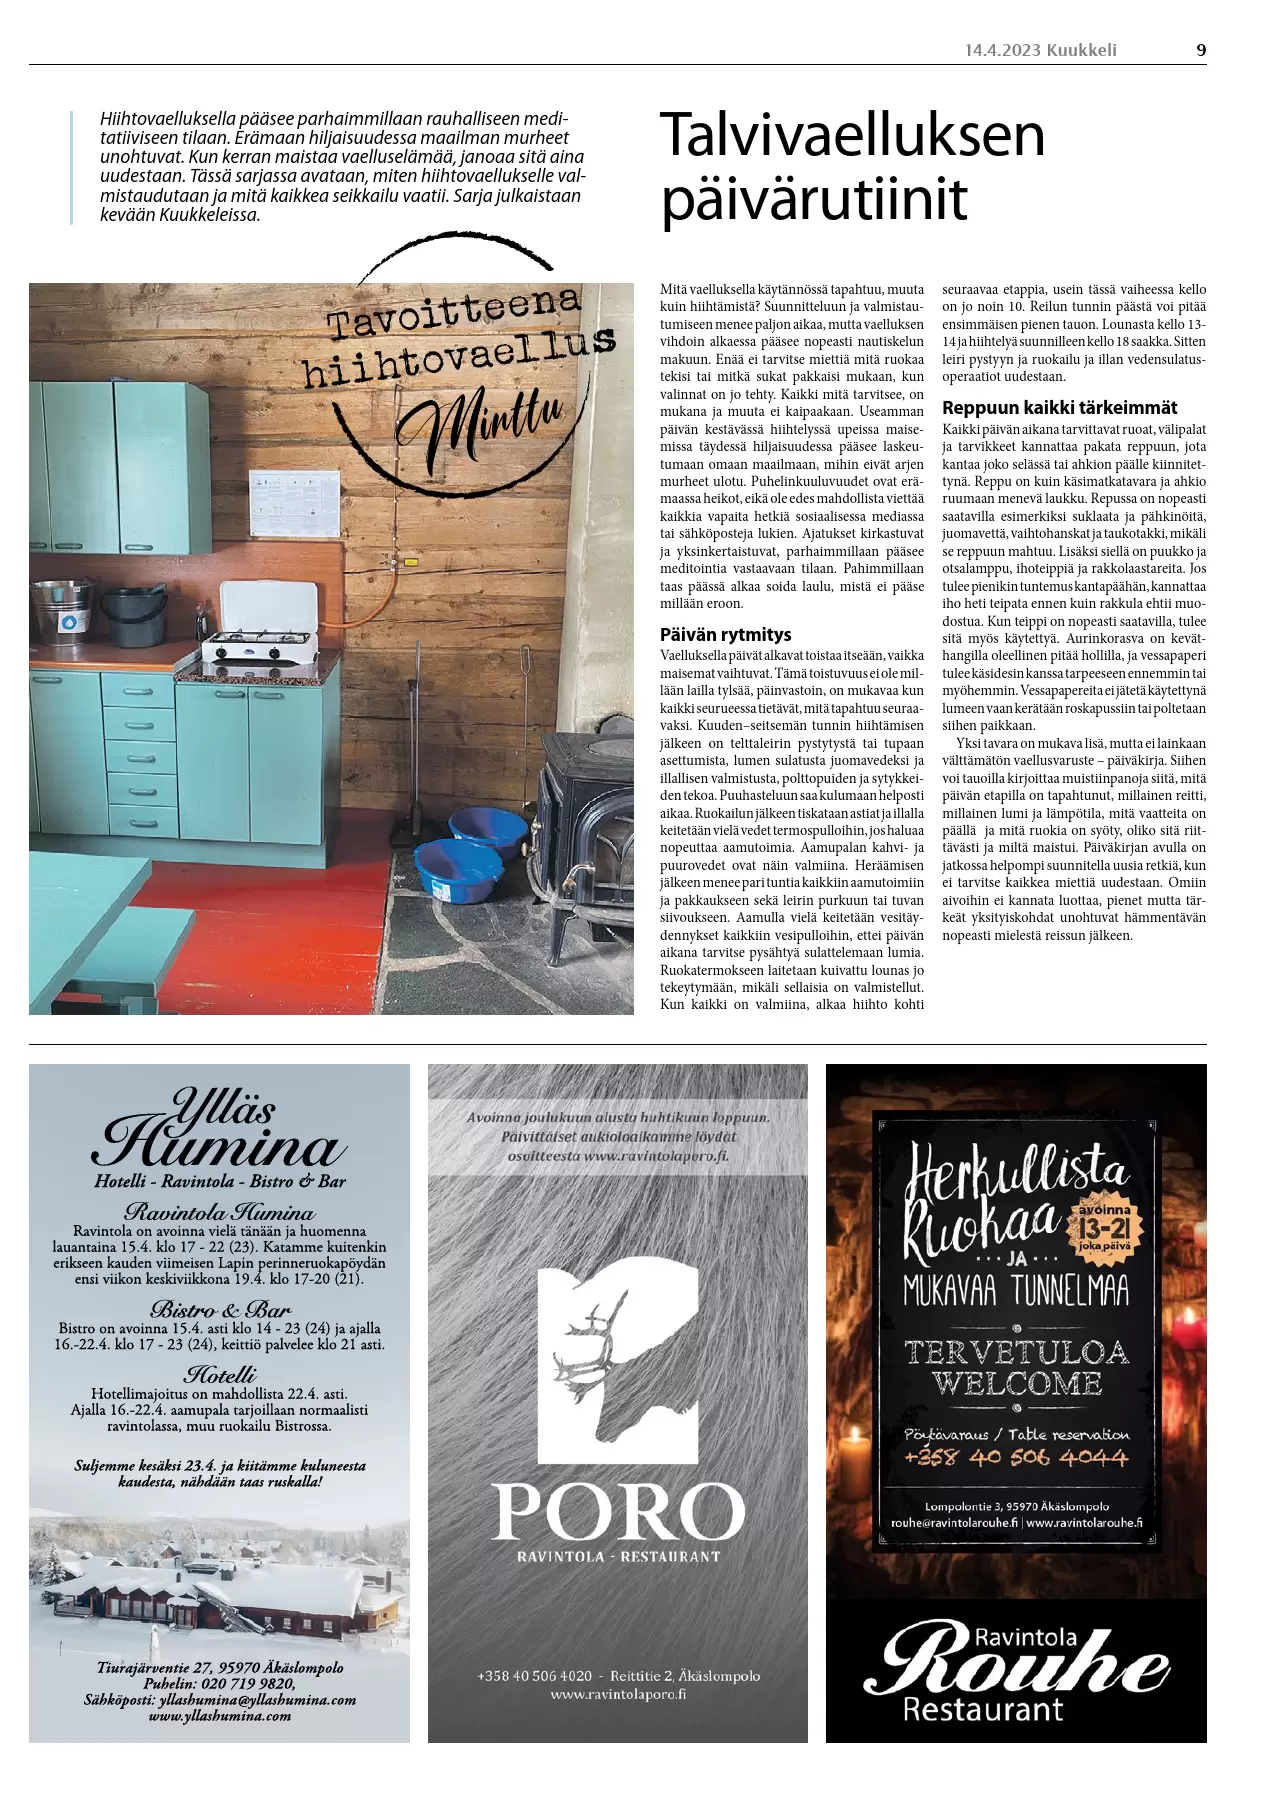 14.4.2023 Kuukkeli 9
Hiihtovaelluksella pääsee parhaimmillaan rauhalliseen medi-
tatiiviseen tilaan. Erämaan hiljaisuudessa maailman murheet
unohtuvat. Kun kerran maistaa vaelluselämää, janoaa sitä aina
uudestaan. Tässä sarjassa avataan, miten hiihtovaellukselle val-
mistaudutaan ja mitä kaikkea seikkailu vaatii. Sarja julkaistaan
kevään Kuukkeleissa.
Tavoitteena
hiihtovaellus
Minttu
Talvivaelluksen
päivärutiinit
Mitä vaelluksella käytännössä tapahtuu, muuta
kuin hiihtämistä? Suunnitteluun ja valmistau-
tumiseen menee paljon aikaa, mutta vaelluksen
vihdoin alkaessa pääsee nopeasti nautiskelun
makuun. Enää ei tarvitse miettiä mitä ruokaa
tekisi tai mitkä sukat pakkaisi mukaan, kun
valinnat on jo tehty. Kaikki mitä tarvitsee, on
mukana ja muuta ei kaipaakaan. Useamman
päivän kestävässä hiihtelyssä upeissa maise-
missa täydessä hiljaisuudessa pääsee laskeu-
tumaan omaan maailmaan, mihin eivät arjen
murheet ulotu. Puhelinkuuluvuudet ovat erä-
maassa heikot, eikä ole edes mahdollista viettää
kaikkia vapaita hetkiä sosiaalisessa mediassa
tai sähköposteja lukien. Ajatukset kirkastuvat
ja yksinkertaistuvat, parhaimmillaan pääsee
meditointia vastaavaan tilaan. Pahimmillaan
taas päässä alkaa soida laulu, mistä ei pääse
millään eroon.
Päivän rytmitys
Vaelluksella päivät alkavat toistaa itseään, vaikka
maisemat vaihtuvat. Tämä toistuvuus ei ole mil-
lään lailla tylsää, päinvastoin, on mukavaa kun
kaikki seurueessa tietävät, mitä tapahtuu seuraa-
vaksi. Kuuden–seitsemän tunnin hiihtämisen
jälkeen on telttaleirin pystytystä tai tupaan
asettumista, lumen sulatusta juomavedeksi ja
illallisen valmistusta, polttopuiden ja sytykkei-
den tekoa. Puuhasteluun saa kulumaan helposti
aikaa. Ruokailun jälkeen tiskataan astiat ja illalla
keitetään vielä vedet termospulloihin, jos haluaa
nopeuttaa aamutoimia. Aamupalan kahvi- ja
puurovedet ovat näin valmiina. Heräämisen
jälkeen menee pari tuntia kaikkiin aamutoimiin
ja pakkaukseen sekä leirin purkuun tai tuvan
siivoukseen. Aamulla vielä keitetään vesitäy-
dennykset kaikkiin vesipulloihin, ettei päivän
aikana tarvitse pysähtyä sulattelemaan lumia.
Ruokatermokseen laitetaan kuivattu lounas jo
tekeytymään, mikäli sellaisia on valmistellut.
Kun kaikki on valmiina, alkaa hiihto kohti
seuraavaa etappia, usein tässä vaiheessa kello
on jo noin 10. Reilun tunnin päästä voi pitää
ensimmäisen pienen tauon. Lounasta kello 13-
14 ja hiihtelyä suunnilleen kello 18 saakka. Sitten
leiri pystyyn ja ruokailu ja illan vedensulatus-
operaatiot uudestaan.
Reppuun kaikki tärkeimmät
Kaikki päivän aikana tarvittavat ruoat, välipalat
ja tarvikkeet kannattaa pakata reppuun, jota
kantaa joko selässä tai ahkion päälle kiinnitet-
tynä. Reppu on kuin käsimatkatavara ja ahkio
ruumaan menevä laukku. Repussa on nopeasti
saatavilla esimerkiksi suklaata ja pähkinöitä,
juomavettä, vaihtohanskat ja taukotakki, mikäli
se reppuun mahtuu. Lisäksi siellä on puukko ja
otsalamppu, ihoteippiä ja rakkolaastareita. Jos
tulee pienikin tuntemus kantapäähän, kannattaa
iho heti teipata ennen kuin rakkula ehtii muo-
dostua. Kun teippi on nopeasti saatavilla, tulee
sitä myös käytettyä. Aurinkorasva on kevät-
hangilla oleellinen pitää hollilla, ja vessapaperi
tulee käsidesin kanssa tarpeeseen ennemmin tai
myöhemmin. Vessapapereita ei jätetä käytettynä
lumeen vaan kerätään roskapussiin tai poltetaan
siihen paikkaan.
Yksi tavara on mukava lisä, mutta ei lainkaan
välttämätön vaellusvaruste – päiväkirja. Siihen
voi tauoilla kirjoittaa muistiinpanoja siitä, mitä
päivän etapilla on tapahtunut, millainen reitti,
millainen lumi ja lämpötila, mitä vaatteita on
päällä ja mitä ruokia on syöty, oliko sitä riit-
tävästi ja miltä maistui. Päiväkirjan avulla on
jatkossa helpompi suunnitella uusia retkiä, kun
ei tarvitse kaikkea miettiä uudestaan. Omiin
aivoihin ei kannata luottaa, pienet mutta tär-
keät yksityiskohdat unohtuvat hämmentävän
nopeasti mielestä reissun jälkeen.
Ylläs
Humina
Hotelli - Ravintola - Bistro & Bar
Ravintola Humina
Ravintola on avoinna vielä tänään ja huomenna
lauantaina 15.4. klo 17 - 22 (23). Katamme kuitenkin
erikseen kauden viimeisen Lapin perinneruokapöydän
ensi viikon keskiviikkona 19.4. klo 17-20 (21).
Bistro & Bar
Bistro on avoinna 15.4. asti klo 14 - 23 (24) ja ajalla
16.-22.4. klo 17 - 23 (24), keittiö palvelee klo 21 asti.
Hotelli
Hotellimajoitus on mahdollista 22.4. asti.
Ajalla 16.-22.4. aamupala tarjoillaan normaalisti
ravintolassa, muu ruokailu Bistrossa.
Suljemme kesäksi 23.4. ja kiitämme kuluneesta
kaudesta, nähdään taas ruskalla!
Tiurajärventie 27, 95970 Äkäslompolo
Puhelin: 020 719 9820,
Sähköposti: yllashumina@yllashumina.com
www.yllashumina.com
Avoinna joulukuun alusta huhtikuun loppuun.
Päivittäiset aukioloaikamme löydät
osoitteesta www.ravintolaporo.fi.
PORO
RAVINTOLA - RESTAURANT
+358 40 506 4020 - Reittitie 2, Äkäslompolo
www.ravintolaporo.fi
Herkullista
Ruokaa
avoinna
13-21
joka päivä
...JA...
MUKAVAA TUNNELMAA
TERVETULOA
WELCOME
Pöytävaraus / Table reservation
+358 40 506 4044
Lompolontie 3, 95970 Äkäslompolo
rouhe@ravintolarouhe.fi | www.ravintolarouhe.fi
Ravintola
Rouhe
Restaurant